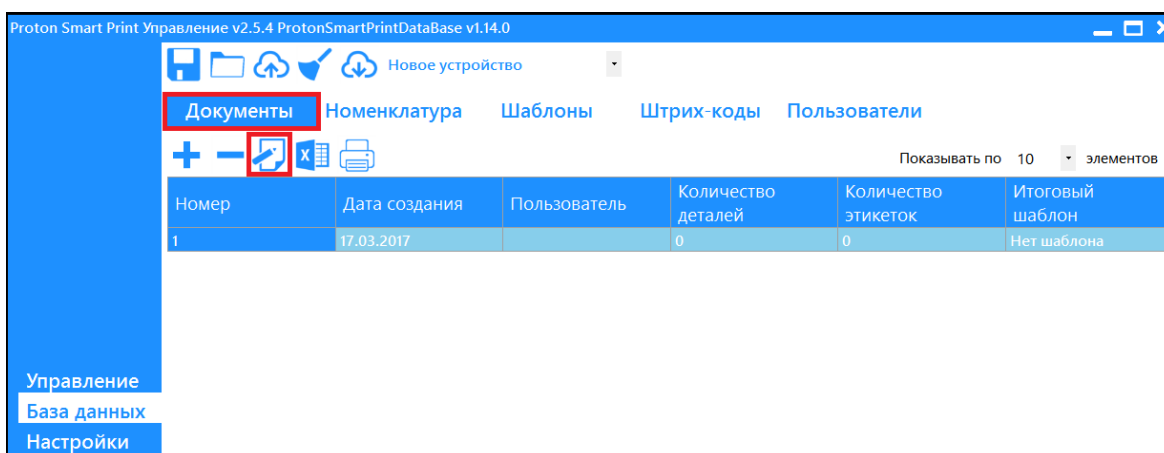 Proton Smart Print Управление v2.5.4 ProtonSmartPrintDataBase v1.14.0
Новое устройство
Документы Номенклатура Шаблоны Штрих-коды Пользователи
Показывать по 10 элементов
Номер Дата создания Пользователь Количество деталей Количество этикеток Итоговый шаблон
1 17.03.2017 0 0 Нет шаблона
Управление
База данных
Настройки